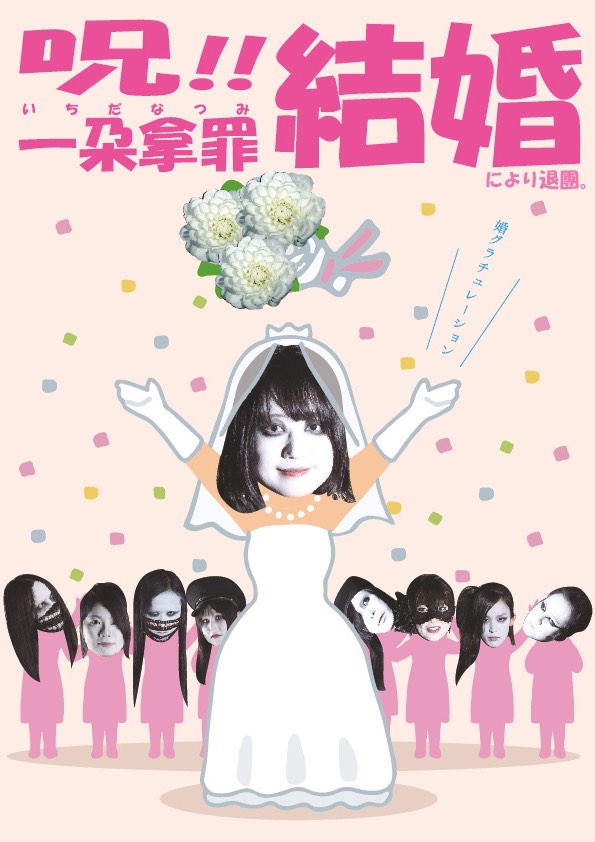 呪!!
いちだなつみ
一朶拿罪
結婚
により退團。
婚グラチュレーション